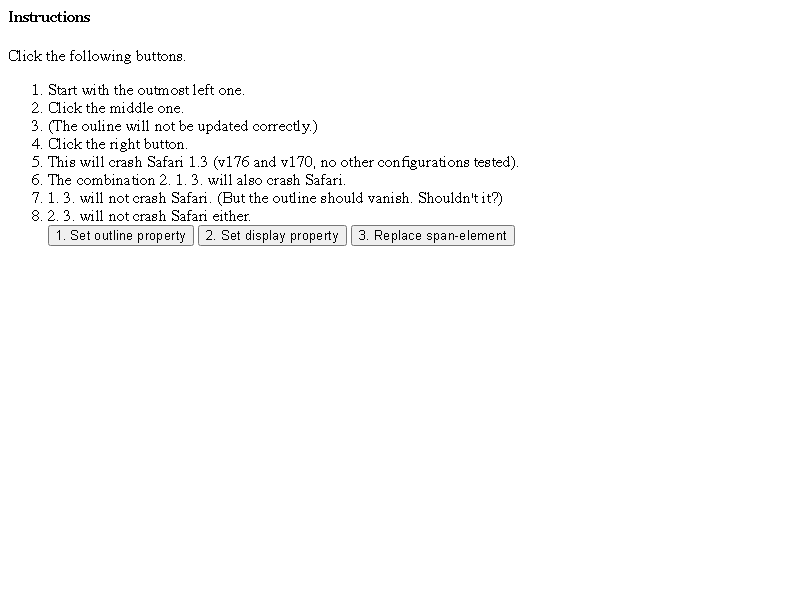 Instructions
Click the following buttons.
1. Start with the outmost left one.
2. Click the middle one.
3. (The ouline will not be updated correctly.)
4. Click the right button.
5. This will crash Safari 1.3 (v176 and v170, no other configurations tested).
6. The combination 2. 1. 3. will also crash Safari.
7. 1. 3. will not crash Safari. (But the outline should vanish. Shouldn't it?)
8. 2. 3. will not crash Safari either.
1. Set outline property 2. Set display property 3. Replace span-element